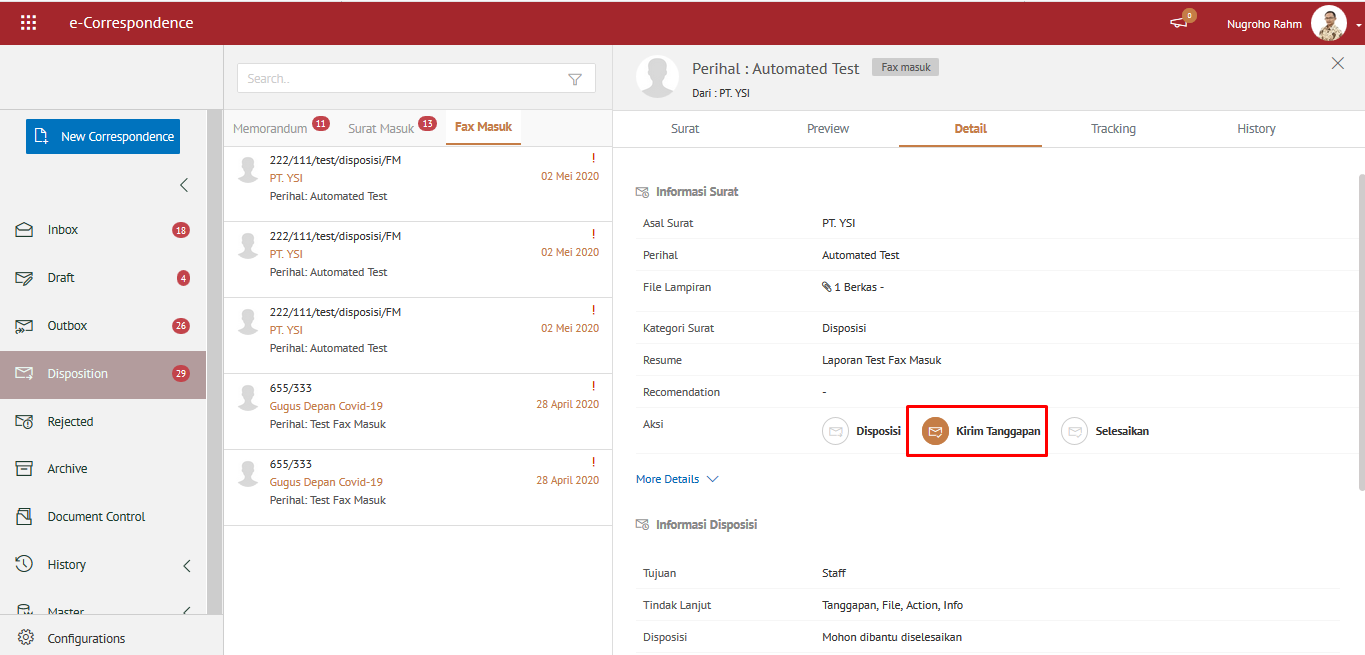 e-Correspondence
0
Nugroho Rahm
New Correspondence
Inbox 18
Draft 4
Outbox 26
Disposition 29
Rejected
Archive
Document Control
History
Master
Configurations
Search..
Memorandum 11 Surat Masuk 13 Fax Masuk
222/111/test/disposisi/FM !
PT. YSI 02 Mei 2020
Perihal: Automated Test
222/111/test/disposisi/FM !
PT. YSI 02 Mei 2020
Perihal: Automated Test
222/111/test/disposisi/FM !
PT. YSI 02 Mei 2020
Perihal: Automated Test
655/333 !
Gugus Depan Covid-19 28 April 2020
Perihal: Test Fax Masuk
655/333 !
Gugus Depan Covid-19 28 April 2020
Perihal: Test Fax Masuk
Perihal : Automated Test Fax masuk
Dari : PT. YSI
Surat Preview Detail Tracking History
Informasi Surat
Asal Surat PT. YSI
Perihal Automated Test
File Lampiran 1 Berkas -
Kategori Surat Disposisi
Resume Laporan Test Fax Masuk
Recomendation -
Aksi Disposisi Kirim Tanggapan Selesaikan
More Details
Informasi Disposisi
Tujuan Staff
Tindak Lanjut Tanggapan, File, Action, Info
Disposisi Mohon dibantu diselesaikan